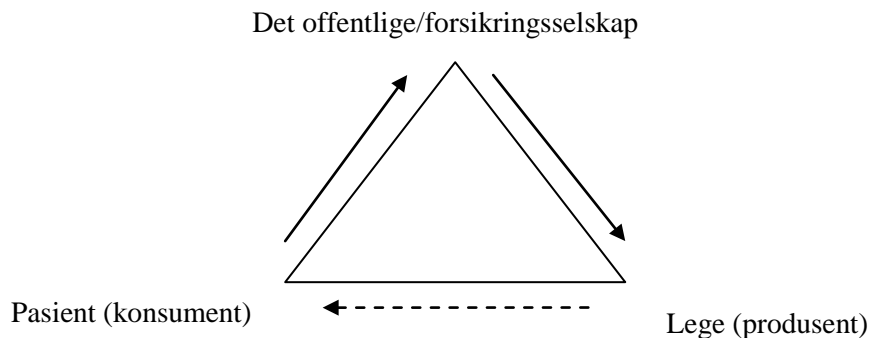 Det offentlige/forsikringsselskap
Pasient (konsument)
Lege (produsent)